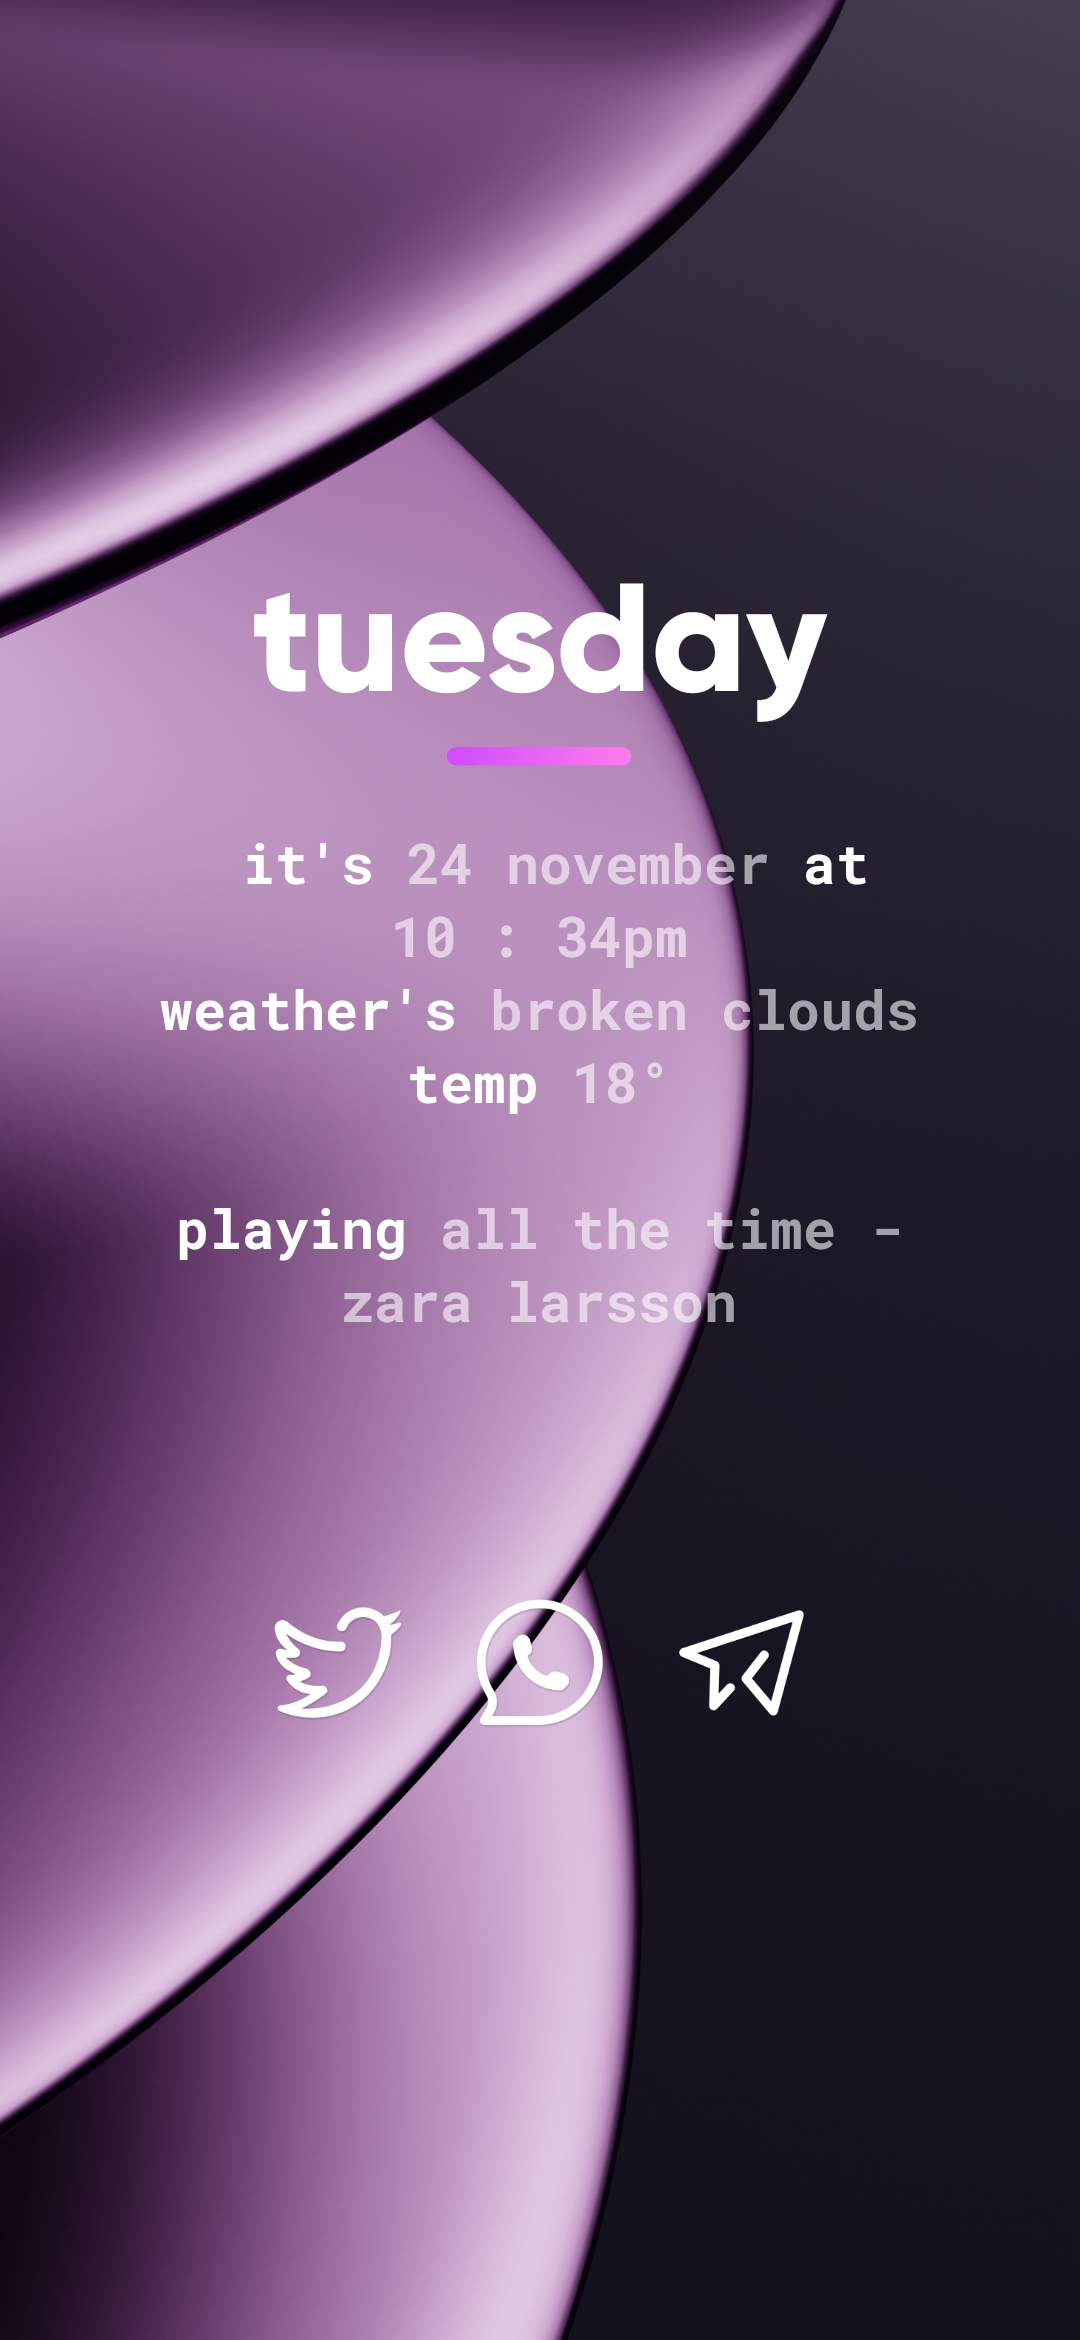 tuesday
it's 24 november at
10 : 34pm
weather's broken clouds
temp 18°
playing all the time -
zara larsson